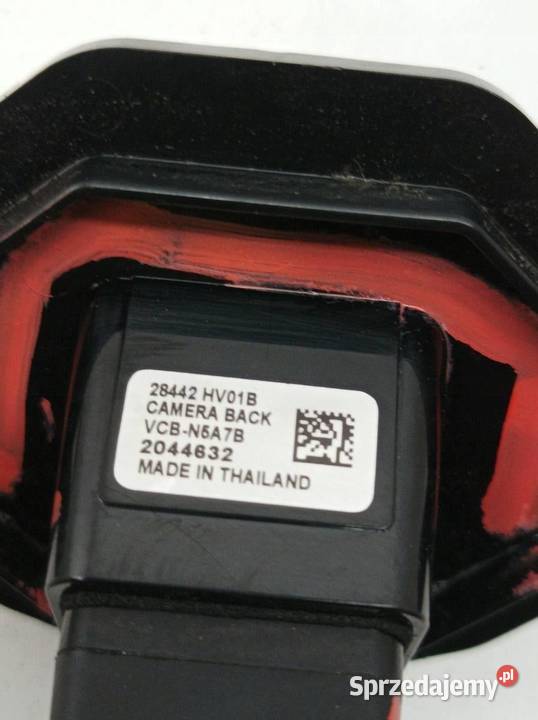 28442 HV01B
CAMERA BACK
VCB-N5A7B
2044632
MADE IN THAILAND
Sprzedajemy.pl